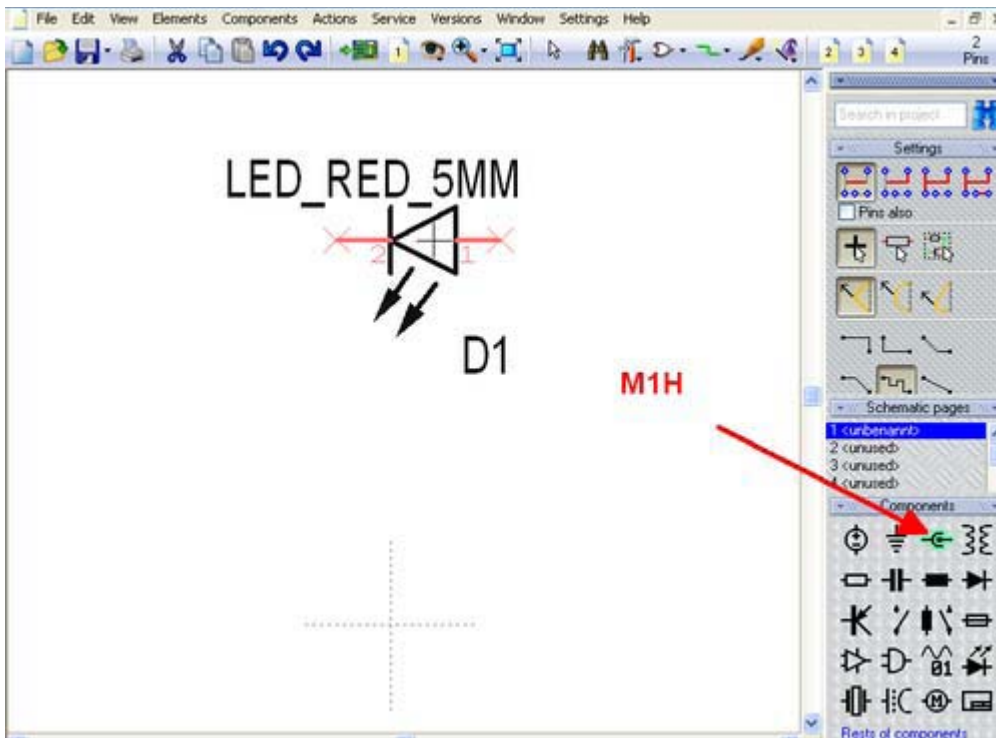 File Edit View Elements Components Actions Service Versions Window Settings Help
1 2 3 4 2
Pins
Search in project
Settings
LED_RED_5MM
Pins also
2 1
D1
M1H
Schematic pages
1 <unbenannt>
2 <unused>
3 <unused>
4 <unused>
Components
01
M
Rests of components